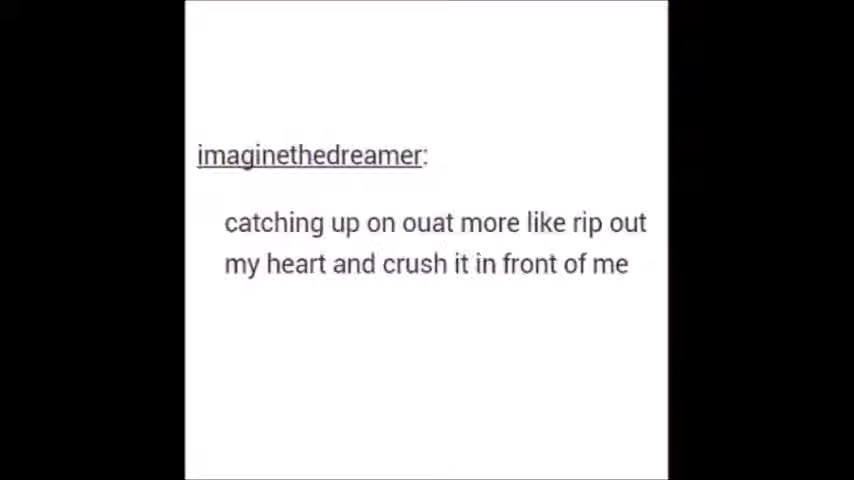 imaginethedreamer:
catching up on ouat more like rip out
my heart and crush it in front of me